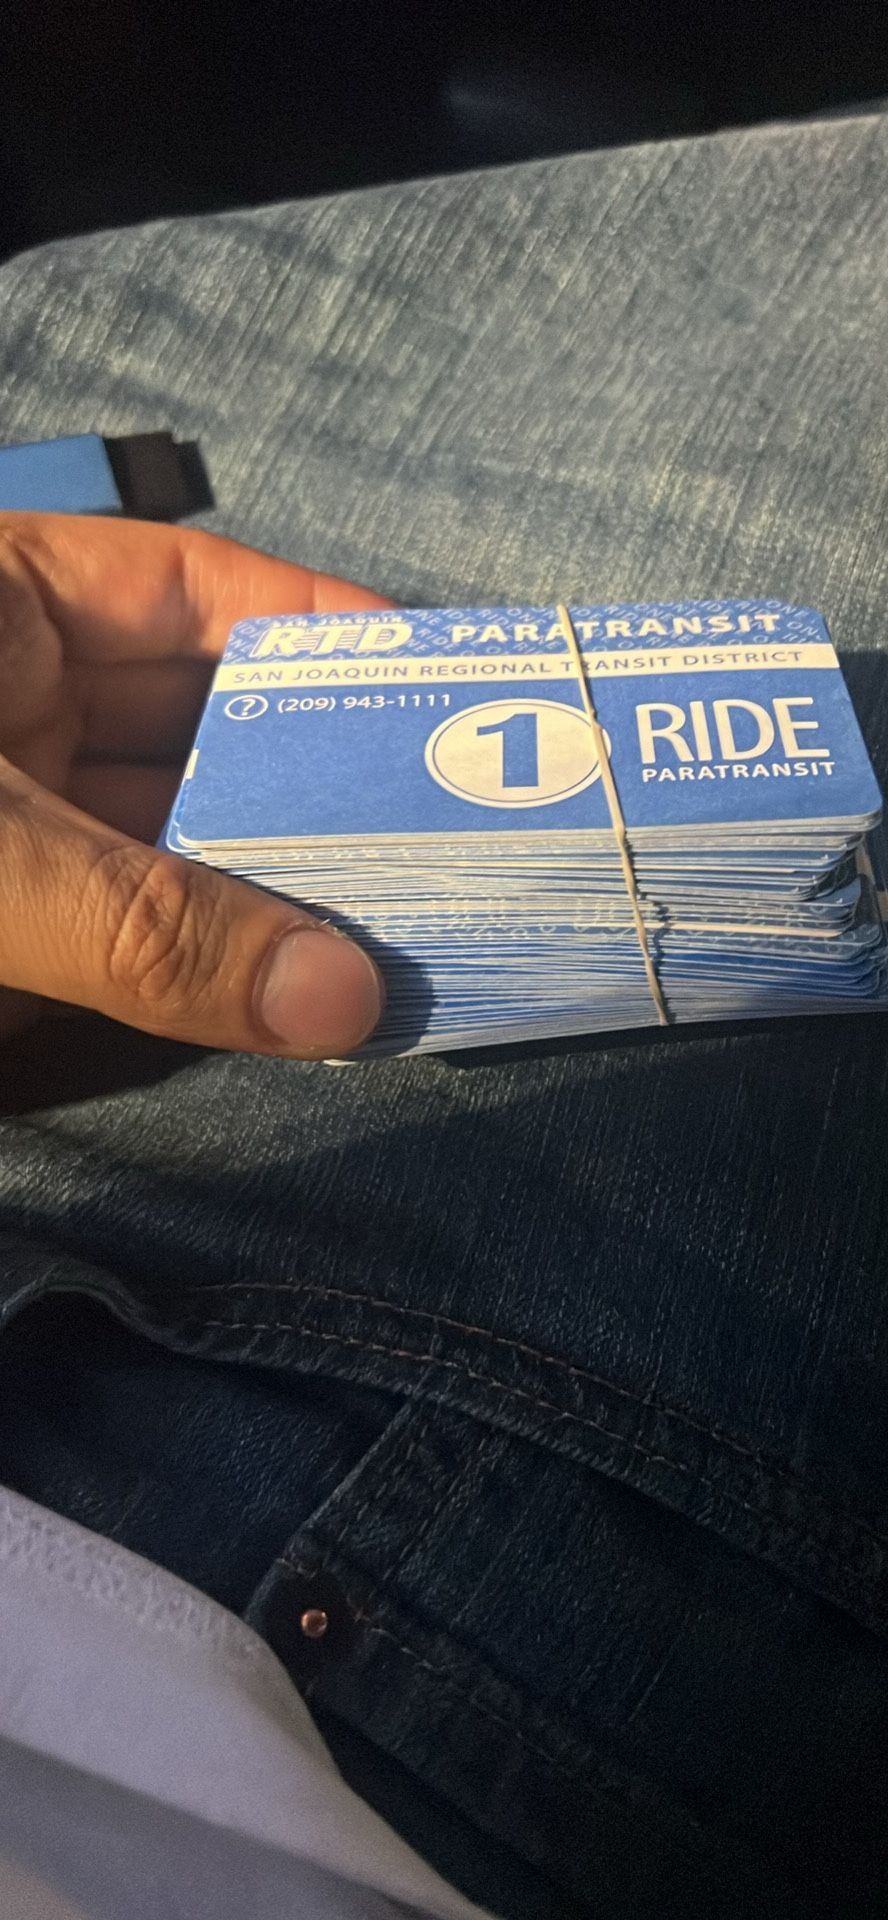 SAN JOAQUIN
RTD PARATRANSIT
SAN JOAQUIN REGIONAL TRANSIT DISTRICT
? (209) 943-1111
1 RIDE
PARATRANSIT